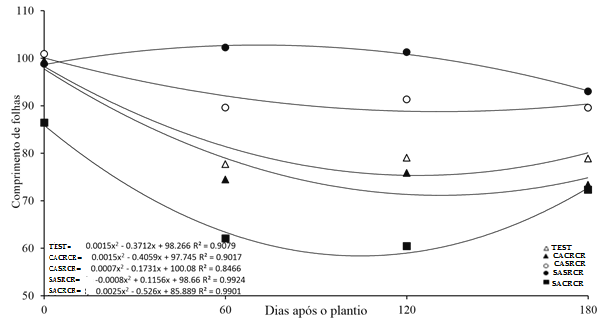 110
100
90
80
70
60
50
Comprimento de folhas
TEST= 0.0015x² - 0.3712x + 98.266 R² = 0.9079
CACRCR= 0.0015x² - 0.4059x + 97.745 R² = 0.9017
CASRCR= 0.0007x² - 0.1731x + 100.08 R² = 0.8466
SASRCR= -0.0008x² + 0.1156x + 98.66 R² = 0.9924
SACRCR= 0.0025x² - 0.526x + 85.889 R² = 0.9901
TEST
CACRCR
CASRCR
SASRCR
SACRCR
0 60 120 180
Dias após o plantio